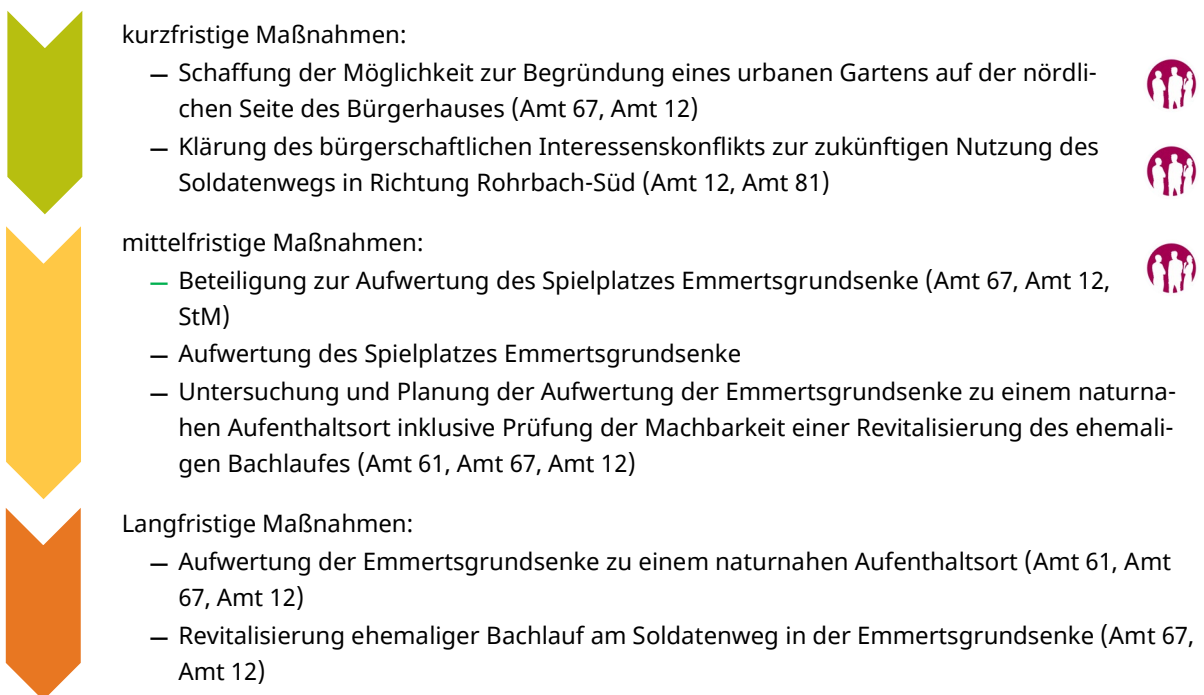 kurzfristige Maßnahmen:
— Schaffung der Möglichkeit zur Begründung eines urbanen Gartens auf der nördli-
chen Seite des Bürgerhauses (Amt 67, Amt 12)
— Klärung des bürgerschaftlichen Interessenskonflikts zur zukünftigen Nutzung des
Soldatenwegs in Richtung Rohrbach-Süd (Amt 12, Amt 81)
mittelfristige Maßnahmen:
— Beteiligung zur Aufwertung des Spielplatzes Emmertsgrundsenke (Amt 67, Amt 12,
StM)
— Aufwertung des Spielplatzes Emmertsgrundsenke
— Untersuchung und Planung der Aufwertung der Emmertsgrundsenke zu einem naturna-
hen Aufenthaltsort inklusive Prüfung der Machbarkeit einer Revitalisierung des ehemali-
gen Bachlaufes (Amt 61, Amt 67, Amt 12)
Langfristige Maßnahmen:
— Aufwertung der Emmertsgrundsenke zu einem naturnahen Aufenthaltsort (Amt 61, Amt
67, Amt 12)
— Revitalisierung ehemaliger Bachlauf am Soldatenweg in der Emmertsgrundsenke (Amt 67,
Amt 12)